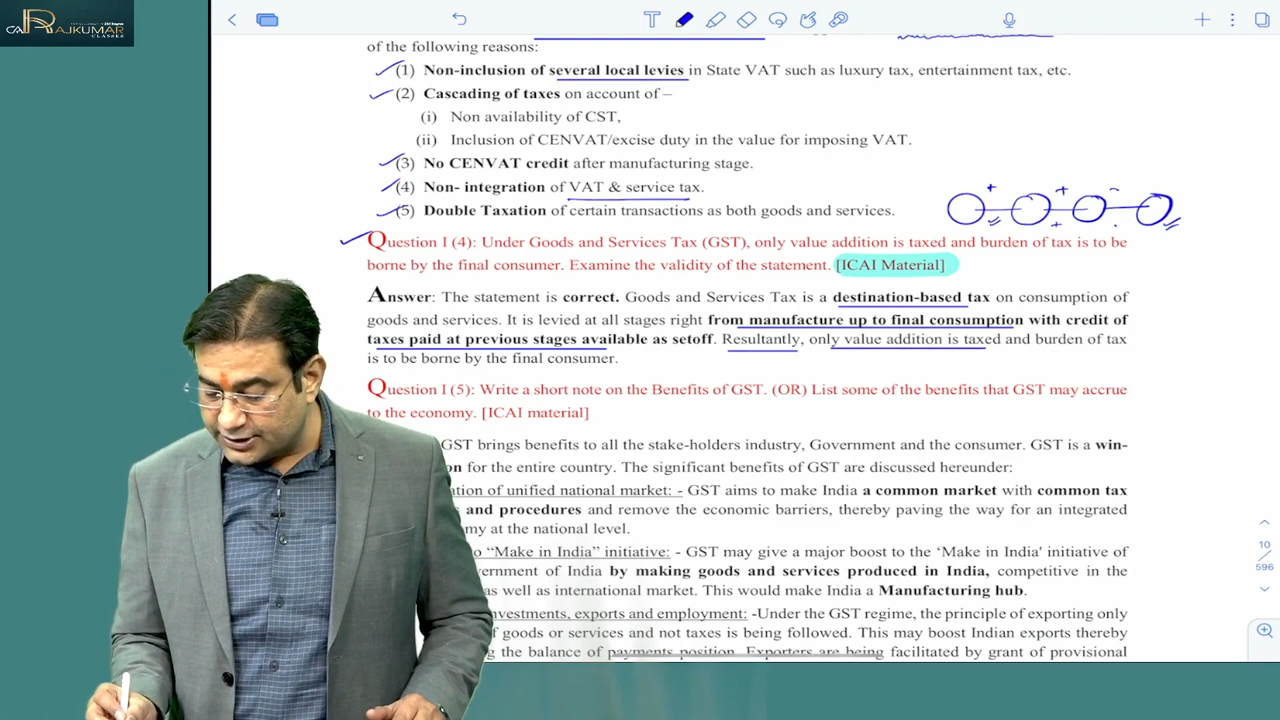 CA RAJKUMAR
CLASSES
of the following reasons:
(1) Non-inclusion of several local levies in State VAT such as luxury tax, entertainment tax, etc.
(2) Cascading of taxes on account of –
(i) Non availability of CST,
(ii) Inclusion of CENVAT/excise duty in the value for imposing VAT.
(3) No CENVAT credit after manufacturing stage.
(4) Non- integration of VAT & service tax.
(5) Double Taxation of certain transactions as both goods and services.
Question I (4): Under Goods and Services Tax (GST), only value addition is taxed and burden of tax is to be
borne by the final consumer. Examine the validity of the statement. [ICAI Material]
Answer: The statement is correct. Goods and Services Tax is a destination-based tax on consumption of
goods and services. It is levied at all stages right from manufacture up to final consumption with credit of
taxes paid at previous stages available as setoff. Resultantly, only value addition is taxed and burden of tax
is to be borne by the final consumer.
Question I (5): Write a short note on the Benefits of GST. (OR) List some of the benefits that GST may accrue
to the economy. [ICAI material]
GST brings benefits to all the stake-holders industry, Government and the consumer. GST is a win-
on for the entire country. The significant benefits of GST are discussed hereunder:
ation of unified national market: - GST aims to make India a common market with common tax
and procedures and remove the economic barriers, thereby paving the way for an integrated
my at the national level.
to "Make in India" initiative: - GST may give a major boost to the 'Make in India' initiative of
vernment of India by making goods and services produced in India, competitive in the
as well as international market. This would make India a Manufacturing hub.
nvestments, exports and employment: -Under the GST regime, the principle of exporting only
f goods or services and not taxes is being followed. This may boost Indian exports thereby
g the balance of payments position. Exporters are being facilitated by grant of provisional
10
596